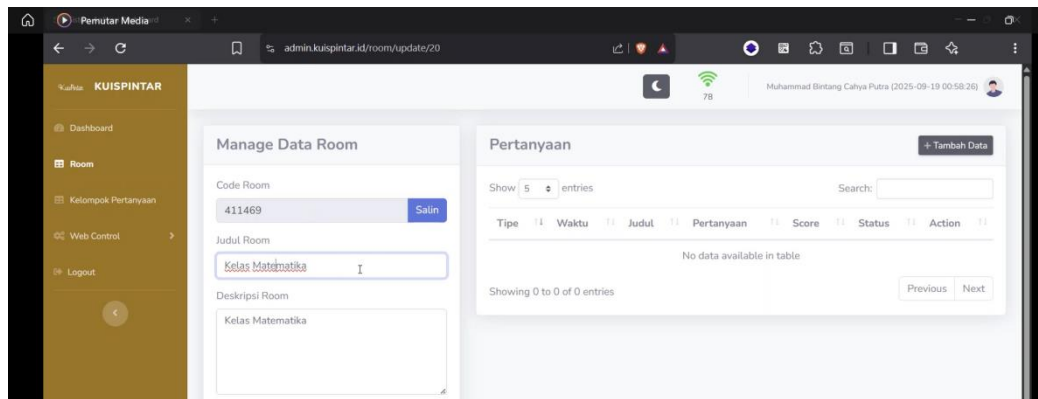 Pemutar Media
admin.kuispintar.id/room/update/20
KUISPINTAR
78
Muhammad Bintang Cahya Putra (2025-09-19 00:58:26)
Dashboard
Room
Kelompok Pertanyaan
Web Control
Logout
Manage Data Room
Code Room
411469
Salin
Judul Room
Kelas Matematika
Deskripsi Room
Kelas Matematika
Pertanyaan
+ Tambah Data
Show 5 entries
Search:
Tipe Waktu Judul Pertanyaan Score Status Action
No data available in table
Showing 0 to 0 of 0 entries
Previous Next